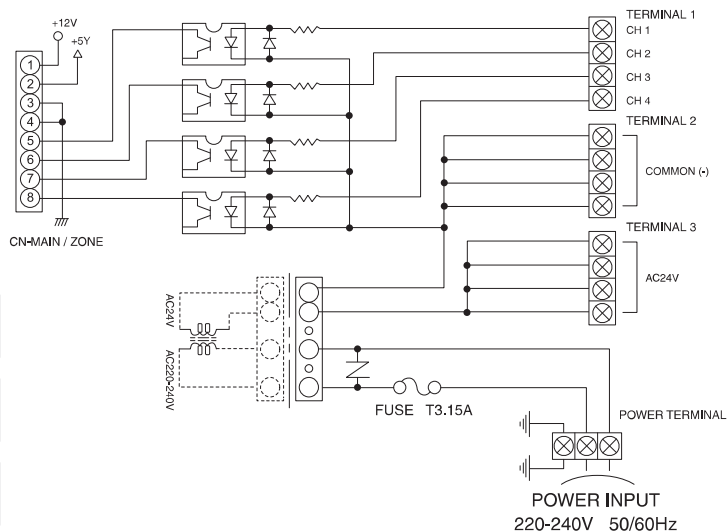 +12V
+5Y
1
2
3
4
5
6
7
8
CN-MAIN / ZONE
TERMINAL 1
CH 1
CH 2
CH 3
CH 4
TERMINAL 2
COMMON (-)
TERMINAL 3
AC24V
AC24V
AC220-240V
FUSE T3.15A
POWER TERMINAL
POWER INPUT
220-240V 50/60Hz